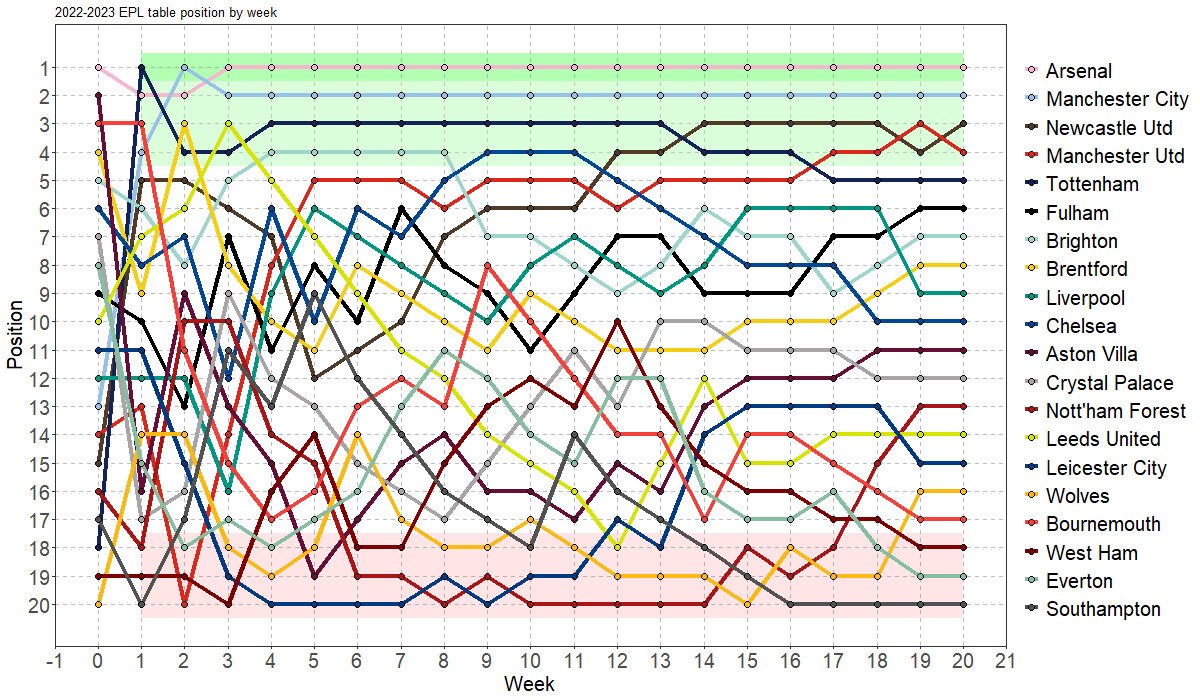 2022-2023 EPL table position by week
Position
1
2
3
4
5
6
7
8
9
10
11
12
13
14
15
16
17
18
19
20
-1 0 1 2 3 4 5 6 7 8 9 10 11 12 13 14 15 16 17 18 19 20 21
Week
Arsenal
Manchester City
Newcastle Utd
Manchester Utd
Tottenham
Fulham
Brighton
Brentford
Liverpool
Chelsea
Aston Villa
Crystal Palace
Nott'ham Forest
Leeds United
Leicester City
Wolves
Bournemouth
West Ham
Everton
Southampton